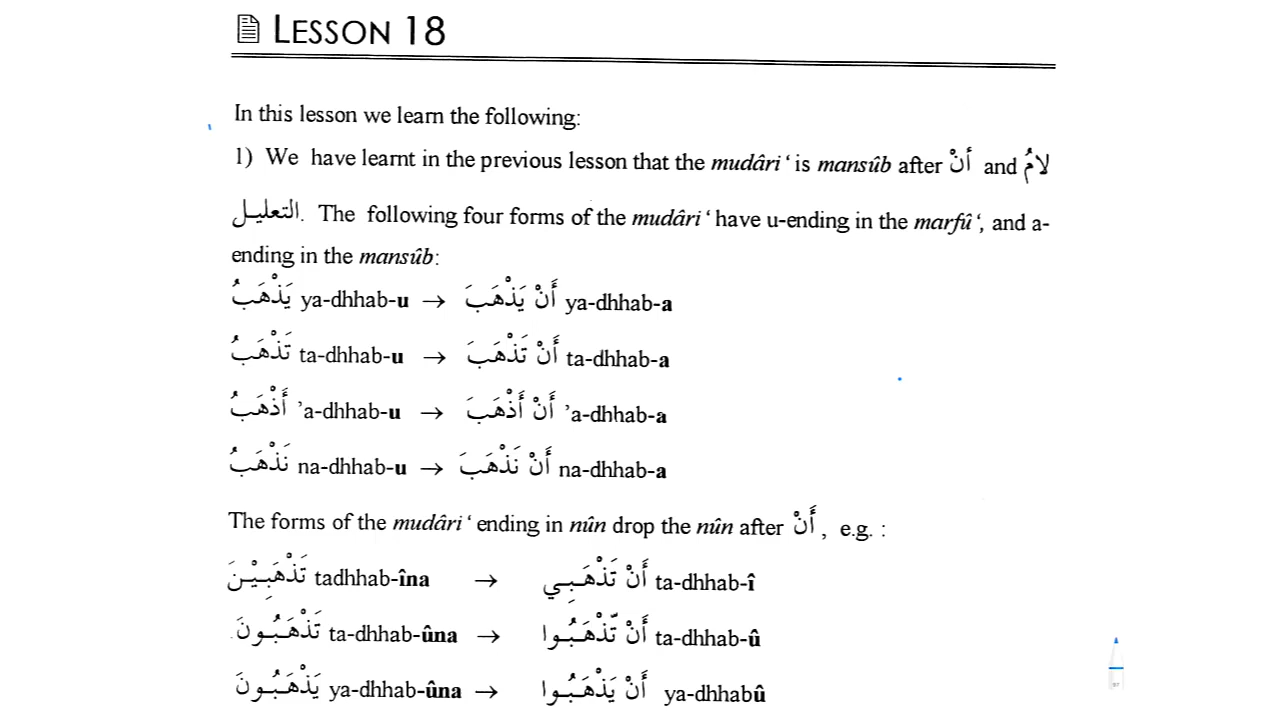 LESSON 18
In this lesson we learn the following:
1) We have learnt in the previous lesson that the mudâri‘ is mansûb after أنْ and لامُ
التعليل. The following four forms of the mudâri‘ have u-ending in the marfû‘, and a-
ending in the mansûb:
يَذْهَبُ ya-dhhab-u → أَنْ يَذْهَبَ ya-dhhab-a
تَذْهَبُ ta-dhhab-u → أَنْ تَذْهَبَ ta-dhhab-a
أَذْهَبُ ’a-dhhab-u → أَنْ أَذْهَبَ ’a-dhhab-a
نَذْهَبُ na-dhhab-u → أَنْ نَذْهَبَ na-dhhab-a
The forms of the mudâri‘ ending in nûn drop the nûn after أَنْ , e.g. :
تَذْهَبِيْنَ tadhhab-îna → أَنْ تَذْهَبِي ta-dhhab-î
تَذْهَبُونَ ta-dhhab-ûna → أَنْ تَّذْهَبُوا ta-dhhab-û
يَذْهَبُونَ ya-dhhab-ûna → أَنْ يَذْهَبُوا ya-dhhabû